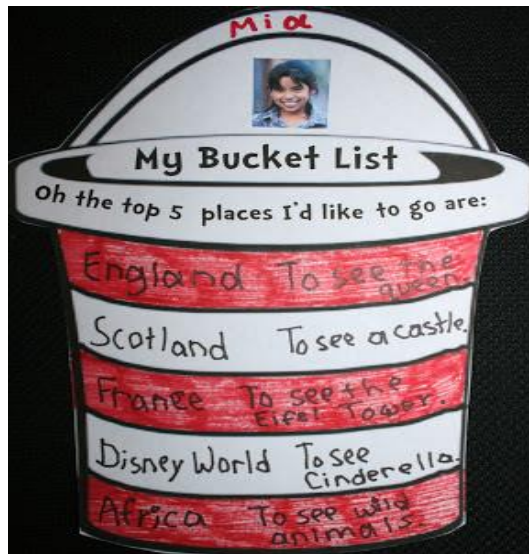 Mia
My Bucket List
Oh the top 5 places I'd like to go are:
England To see the
queen
Scotland To see a castle.
France To see the
Eifel Tower.
Disney World To see
Cinderella.
Africa To see wild
animals.